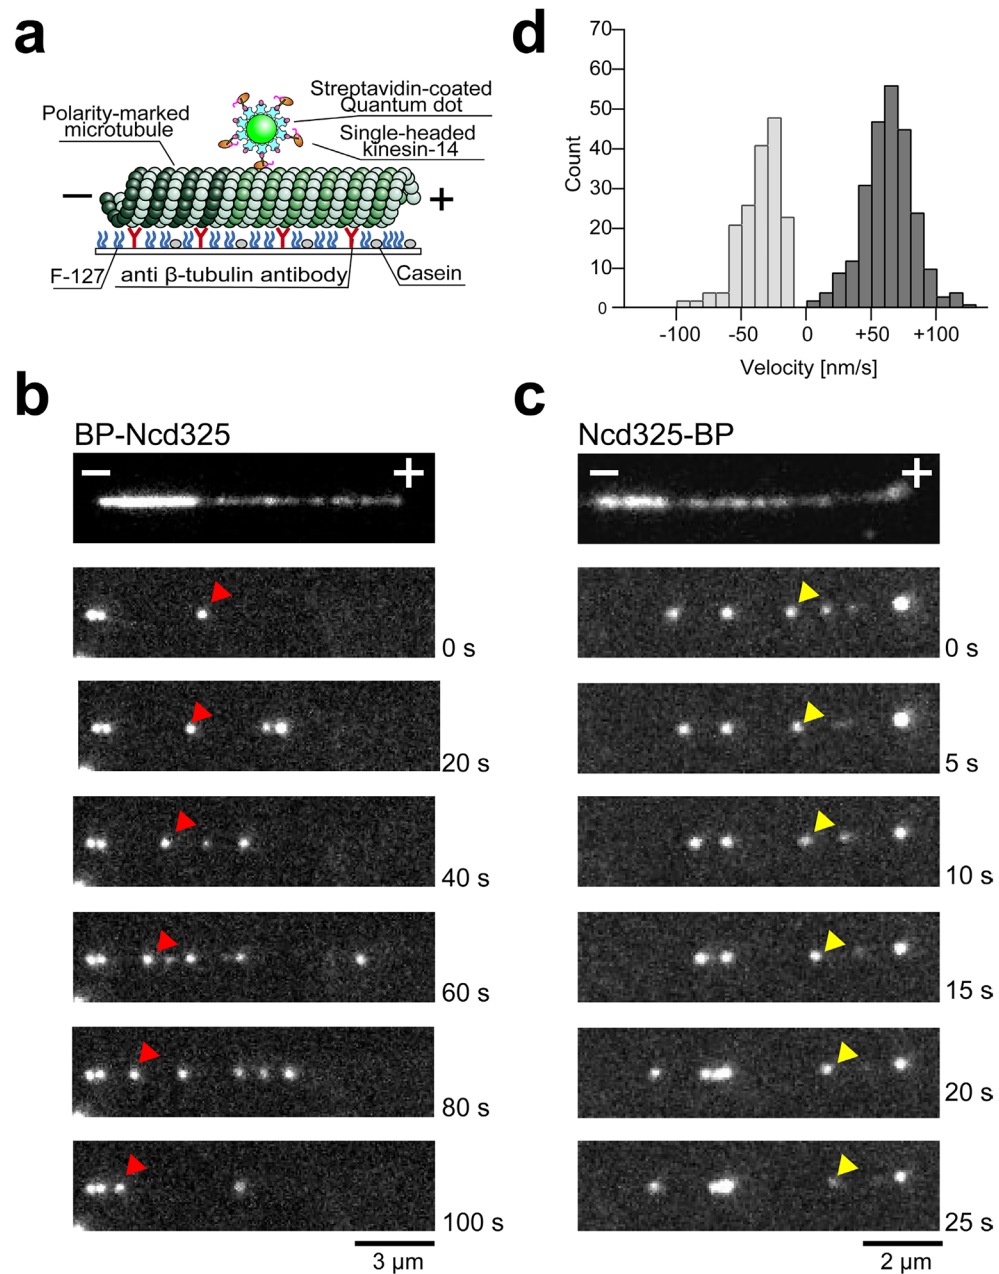 a
Polarity-marked
microtubule
Streptavidin-coated
Quantum dot
Single-headed
kinesin-14
−
+
F-127
anti β-tubulin antibody
Casein
d
Count
70
60
50
40
30
20
10
0
-100
-50
0
+50
+100
Velocity [nm/s]
b
BP-Ncd325
−
+
0 s
20 s
40 s
60 s
80 s
100 s
3 μm
c
Ncd325-BP
−
+
0 s
5 s
10 s
15 s
20 s
25 s
2 μm